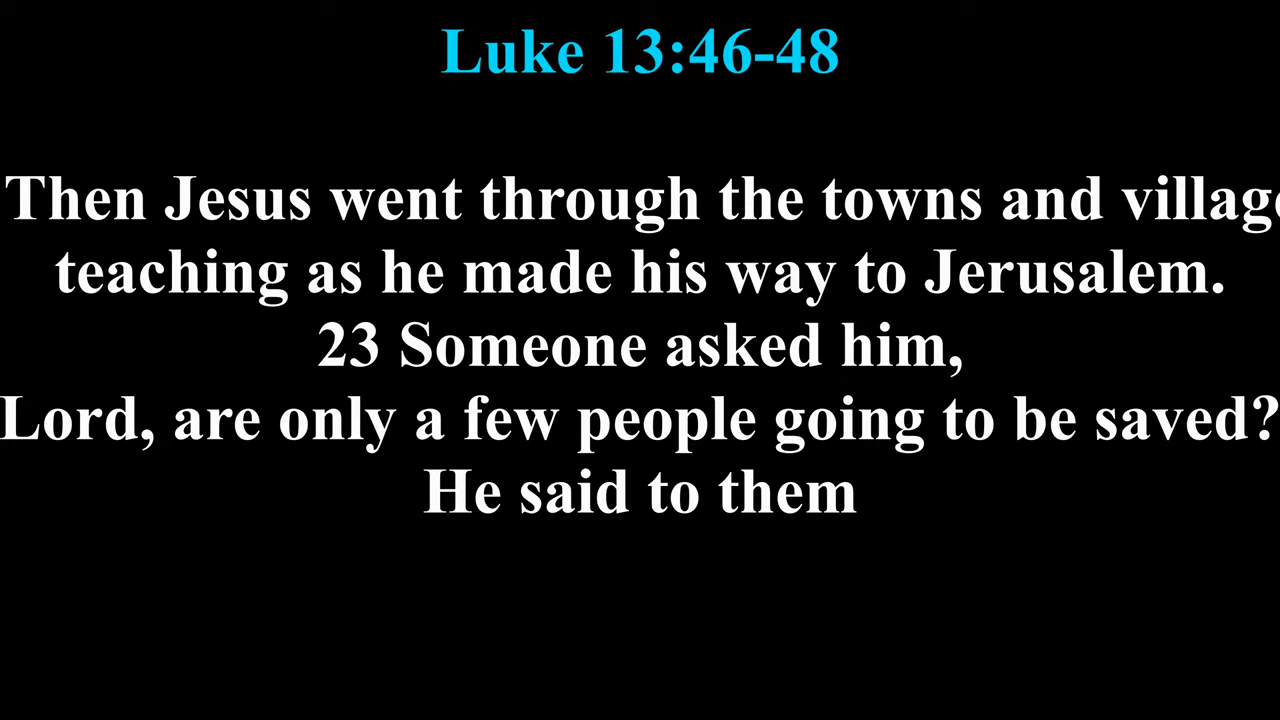 Luke 13:46-48
Then Jesus went through the towns and village
teaching as he made his way to Jerusalem.
23 Someone asked him,
Lord, are only a few people going to be saved?
He said to them